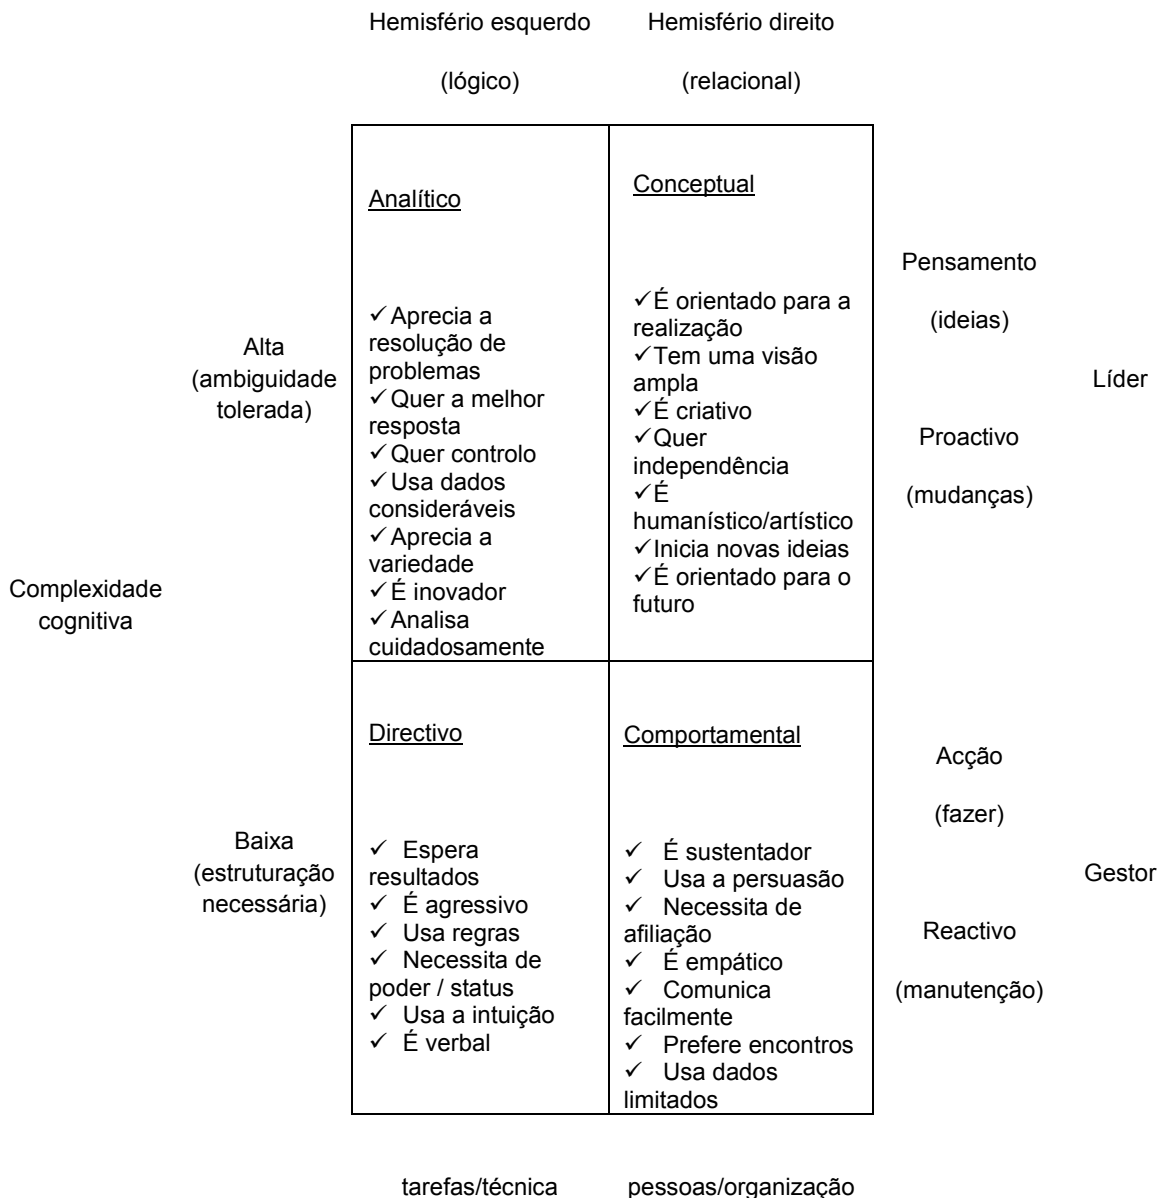 Hemisfério esquerdo
Hemisfério direito
(lógico)
(relacional)
Complexidade
cognitiva
Alta
(ambiguidade
tolerada)
Analítico
✓Aprecia a
resolução de
problemas
✓Quer a melhor
resposta
✓Quer controlo
✓Usa dados
consideráveis
✓Aprecia a
variedade
✓É inovador
✓Analisa
cuidadosamente
Conceptual
✓É orientado para a
realização
✓Tem uma visão
ampla
✓É criativo
✓Quer
independência
✓É
humanístico/artístico
✓Inicia novas ideias
✓É orientado para o
futuro
Pensamento
(ideias)
Proactivo
(mudanças)
Líder
Baixa
(estruturação
necessária)
Directivo
✓ Espera
resultados
✓ É agressivo
✓ Usa regras
✓ Necessita de
poder / status
✓ Usa a intuição
✓ É verbal
Comportamental
✓ É sustentador
✓ Usa a persuasão
✓ Necessita de
afiliação
✓ É empático
✓ Comunica
facilmente
✓ Prefere encontros
✓ Usa dados
limitados
Acção
(fazer)
Reactivo
(manutenção)
Gestor
tarefas/técnica
pessoas/organização